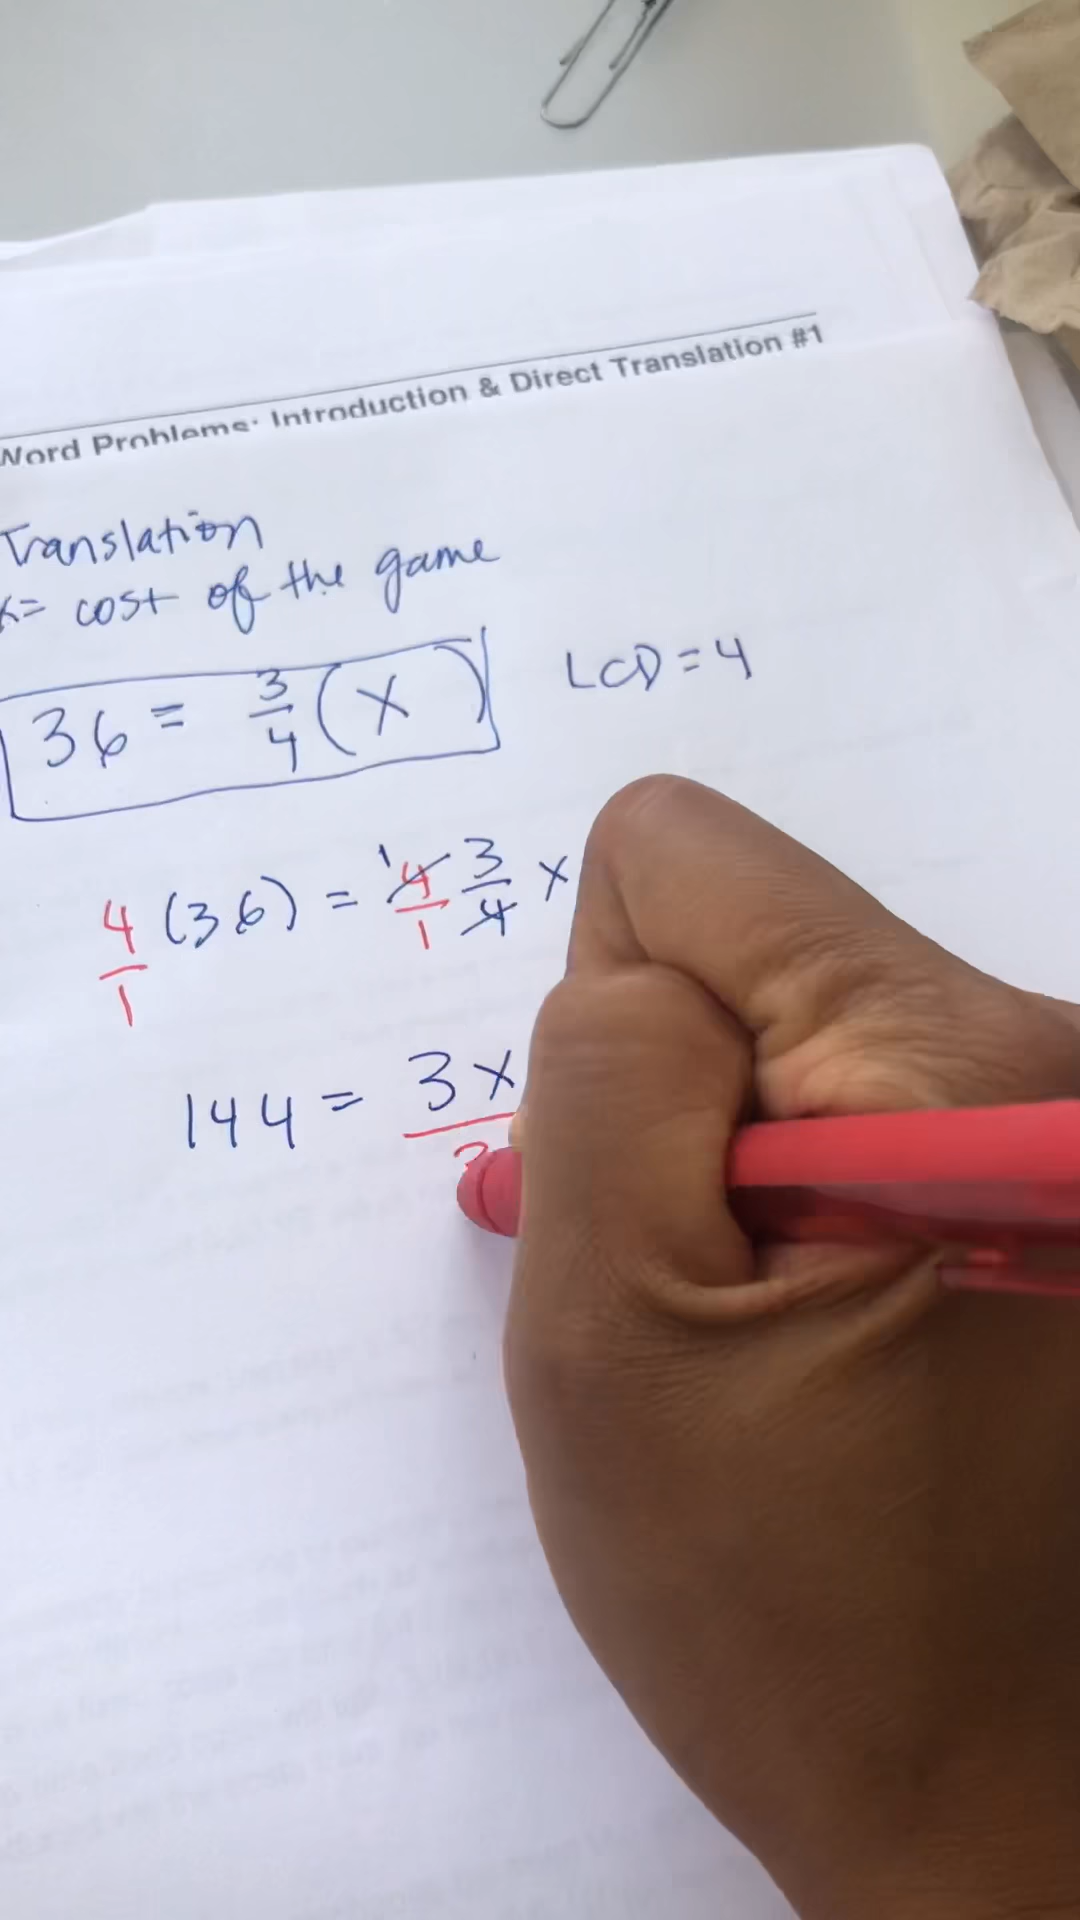 Word Problems: Introduction & Direct Translation #1
Translation
x= cost of the game
36 = 3/4 (x)
LCD = 4
4/1 (36) = 1 4/1 3/4 x
144 = 3x